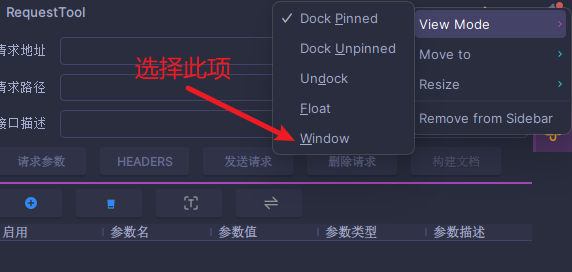 RequestTool
请求地址
请求路径
接口描述
选择此项
Dock Pinned
Dock Unpinned
Undock
Float
Window
View Mode
Move to
Resize
Remove from Sidebar
请求参数
HEADERS
发送请求
删除请求
构建文档
启用
参数名
参数值
参数类型
参数描述